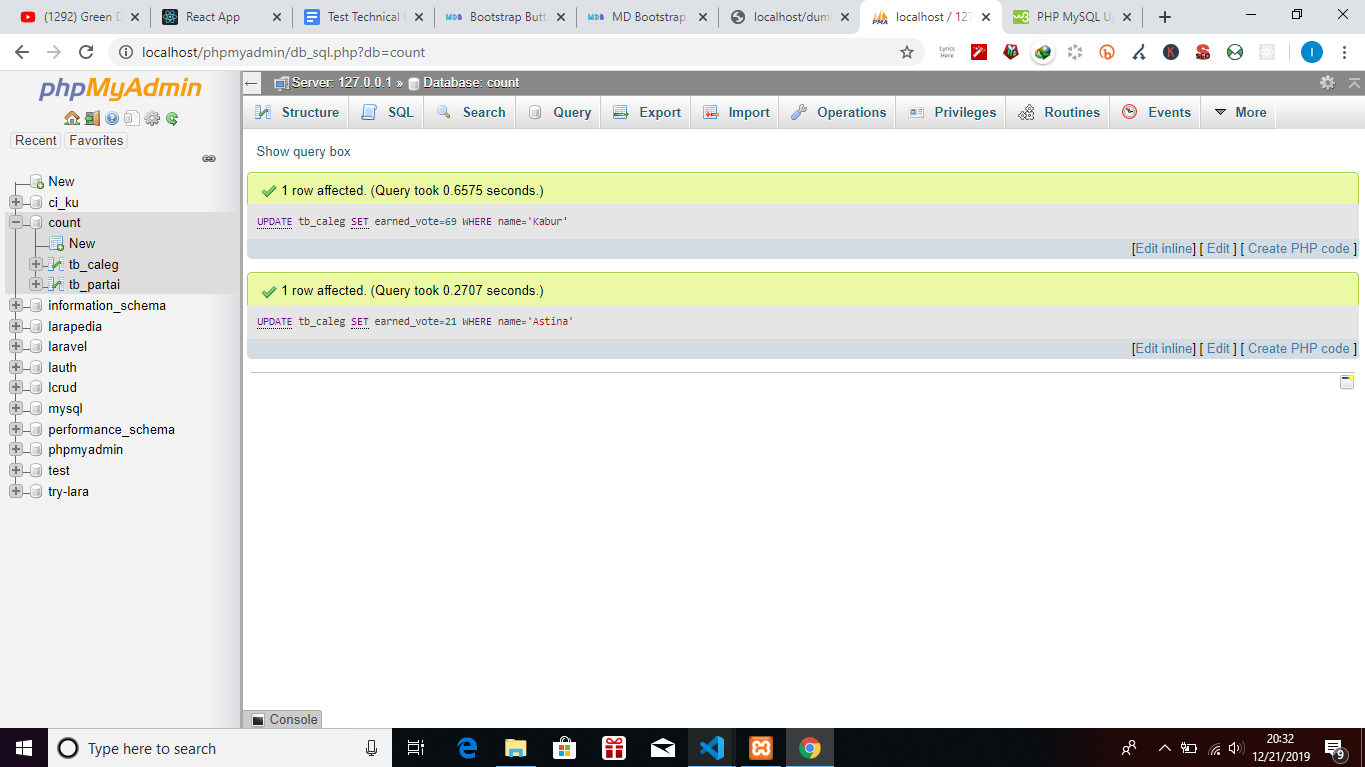 (1292) Green D
React App
Test Technical
Bootstrap Butt
MD Bootstrap
localhost/dum
localhost / 127
PHP MySQL Up
localhost/phpmyadmin/db_sql.php?db=count
Lyrics Here
SEO
I
phpMyAdmin
Recent
Favorites
New
ci_ku
count
New
tb_caleg
tb_partai
information_schema
larapedia
laravel
lauth
lcrud
mysql
performance_schema
phpmyadmin
test
try-lara
Server: 127.0.0.1 » Database: count
Structure SQL Search Query Export Import Operations Privileges Routines Events More
Show query box
1 row affected. (Query took 0.6575 seconds.)
UPDATE tb_caleg SET earned_vote=69 WHERE name='Kabur'
[Edit inline] [ Edit ] [ Create PHP code ]
1 row affected. (Query took 0.2707 seconds.)
UPDATE tb_caleg SET earned_vote=21 WHERE name='Astina'
[Edit inline] [ Edit ] [ Create PHP code ]
Console
Type here to search
20:32
12/21/2019
9